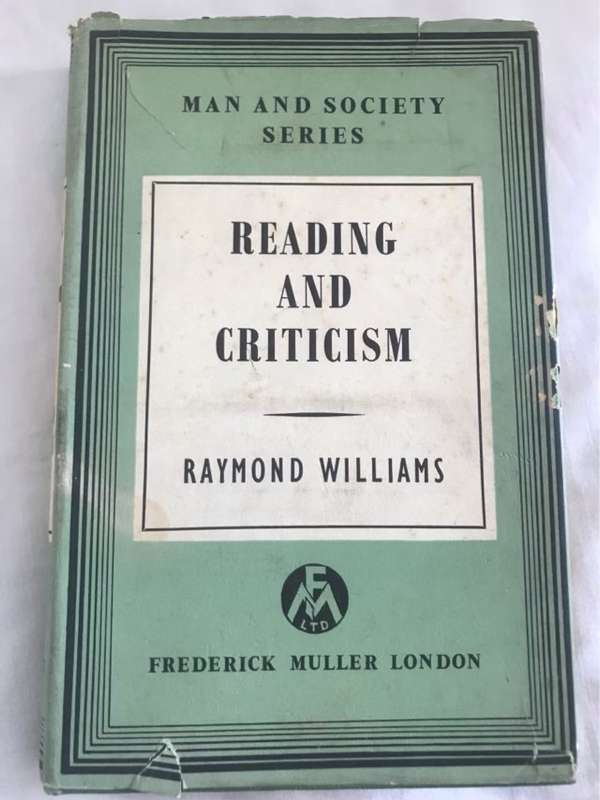 MAN AND SOCIETY
SERIES
READING
AND
CRITICISM
RAYMOND WILLIAMS
FM
LTD
FREDERICK MULLER LONDON